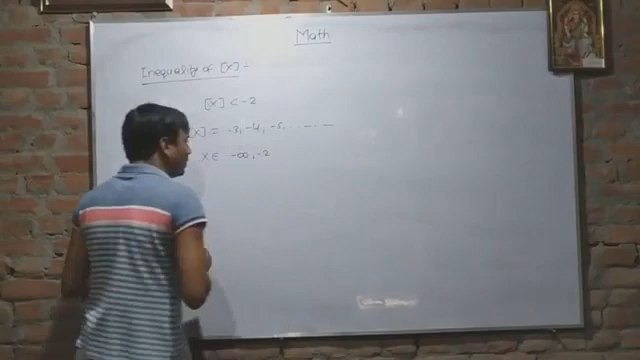 Math
Inequality of [x] -
[x] < -2
x] = -3, -4, -5, . . - . -
x ∈ -∞, -2